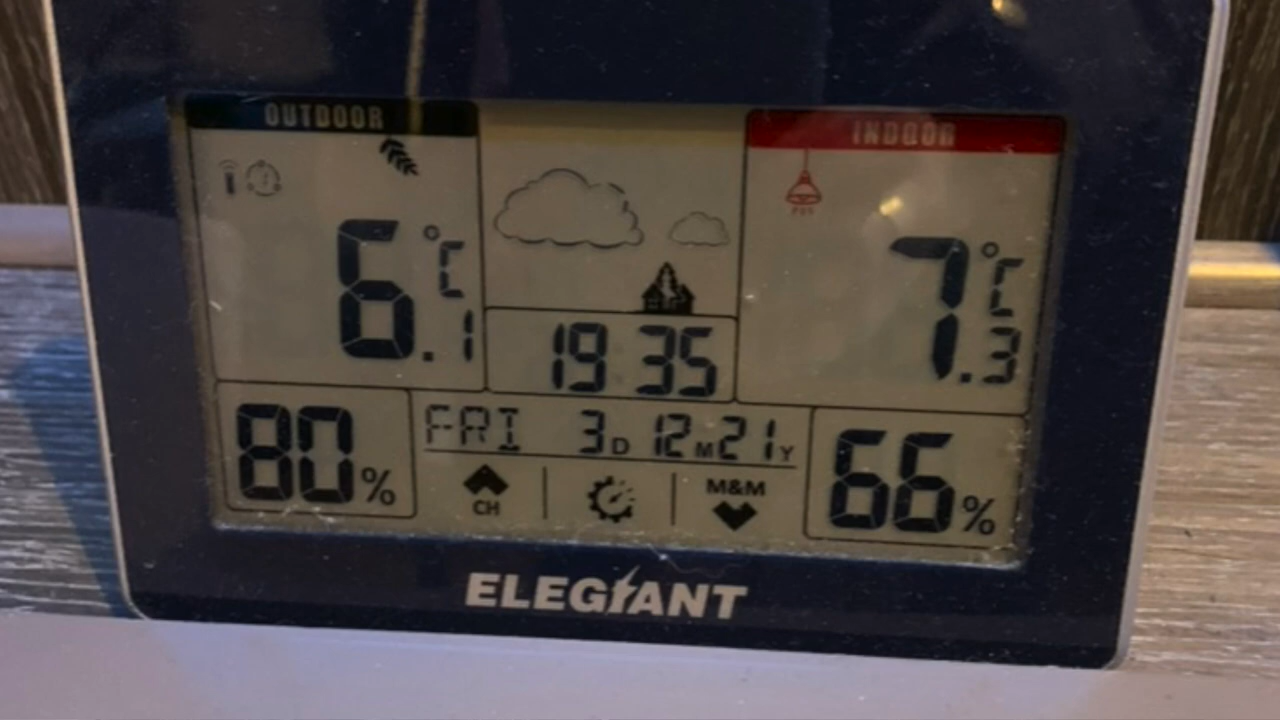 OUTDOOR
INDOOR
6.1 °C
7.3 °C
19 35
80%
FRI 3D 12M 21Y
66%
CH
M&M
ELEGIANT